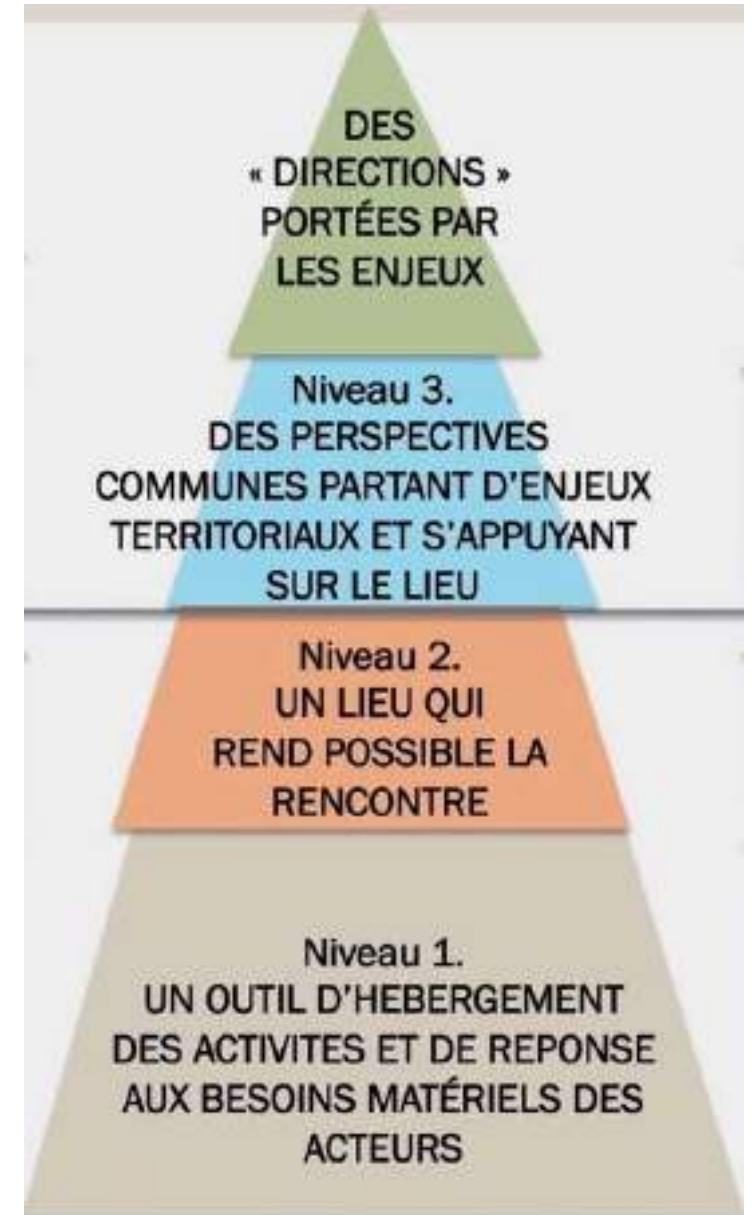 DES
« DIRECTIONS »
PORTÉES PAR
LES ENJEUX
Niveau 3.
DES PERSPECTIVES
COMMUNES PARTANT D'ENJEUX
TERRITORIAUX ET S'APPUYANT
SUR LE LIEU
Niveau 2.
UN LIEU QUI
REND POSSIBLE LA
RENCONTRE
Niveau 1.
UN OUTIL D'HEBERGEMENT
DES ACTIVITES ET DE REPONSE
AUX BESOINS MATÉRIELS DES
ACTEURS